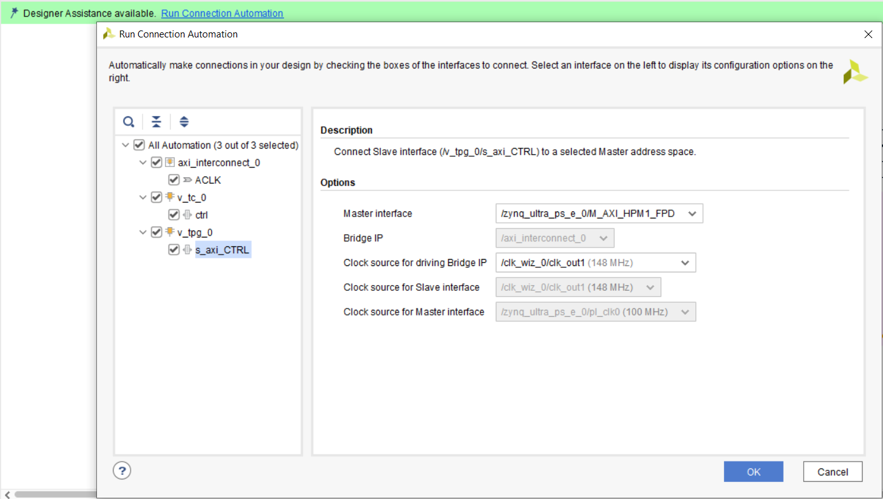 Designer Assistance available. Run Connection Automation
Run Connection Automation
Automatically make connections in your design by checking the boxes of the interfaces to connect. Select an interface on the left to display its configuration options on the
right.
All Automation (3 out of 3 selected)
axi_interconnect_0
ACLK
v_tc_0
ctrl
v_tpg_0
s_axi_CTRL
Description
Connect Slave interface (/v_tpg_0/s_axi_CTRL) to a selected Master address space.
Options
Master interface /zynq_ultra_ps_e_0/M_AXI_HPM1_FPD
Bridge IP /axi_interconnect_0
Clock source for driving Bridge IP /clk_wiz_0/clk_out1 (148 MHz)
Clock source for Slave interface /clk_wiz_0/clk_out1 (148 MHz)
Clock source for Master interface /zynq_ultra_ps_e_0/pl_clk0 (100 MHz)
?
OK Cancel